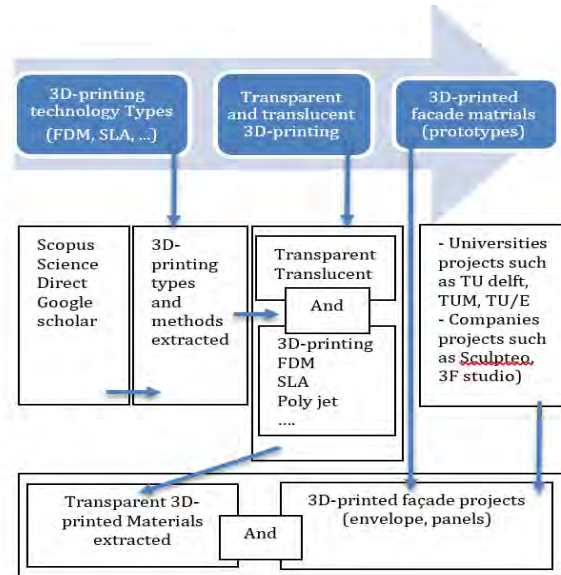 3D-printing
technology Types
(FDM, SLA, ...)
Transparent
and translucent
3D-printing
3D-printed
facade matrials
(prototypes)
Scopus
Science
Direct
Google
scholar
3D-
printing
types
and
methods
extracted
Transparent
Translucent
And
3D-printing
FDM
SLA
Poly jet
....
- Universities
projects such
as TU delft,
TUM, TU/E
- Companies
projects such
as Sculpteo,
3F studio)
Transparent 3D-
printed Materials
extracted
And
3D-printed façade projects
(envelope, panels)